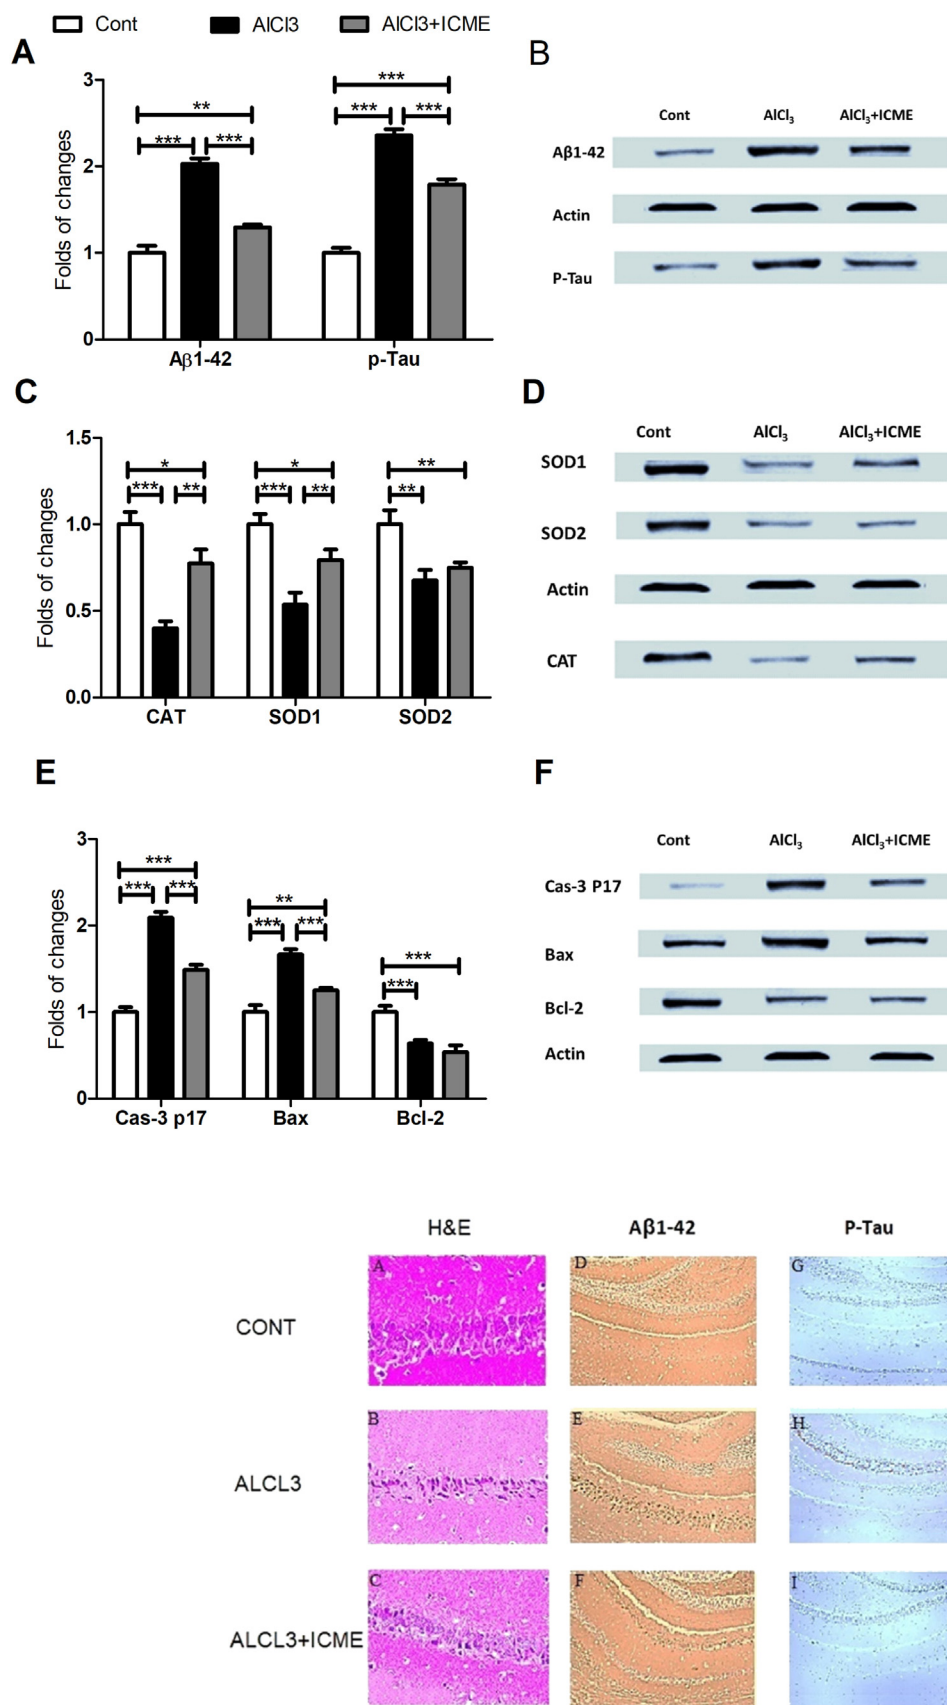 Cont AlCl3 AlCl3+ICME
A
Folds of changes
3
2
1
0
***
**
*** ***
*** ***
*** ***
Aβ1-42 p-Tau
B
Cont AlCl₃ AlCl₃+ICME
Aβ1-42
Actin
P-Tau
C
Folds of changes
1.5
1.0
0.5
0.0
* * **
*** ** *** ** **
CAT SOD1 SOD2
D
Cont AlCl₃ AlCl₃+ICME
SOD1
SOD2
Actin
CAT
E
Folds of changes
3
2
1
0
***
*** ***
**
*** ***
***
***
Cas-3 p17 Bax Bcl-2
F
Cont AlCl₃ AlCl₃+ICME
Cas-3 P17
Bax
Bcl-2
Actin
H&E Aβ1-42 P-Tau
CONT
A D G
ALCL3
B E H
ALCL3+ICME
C F I